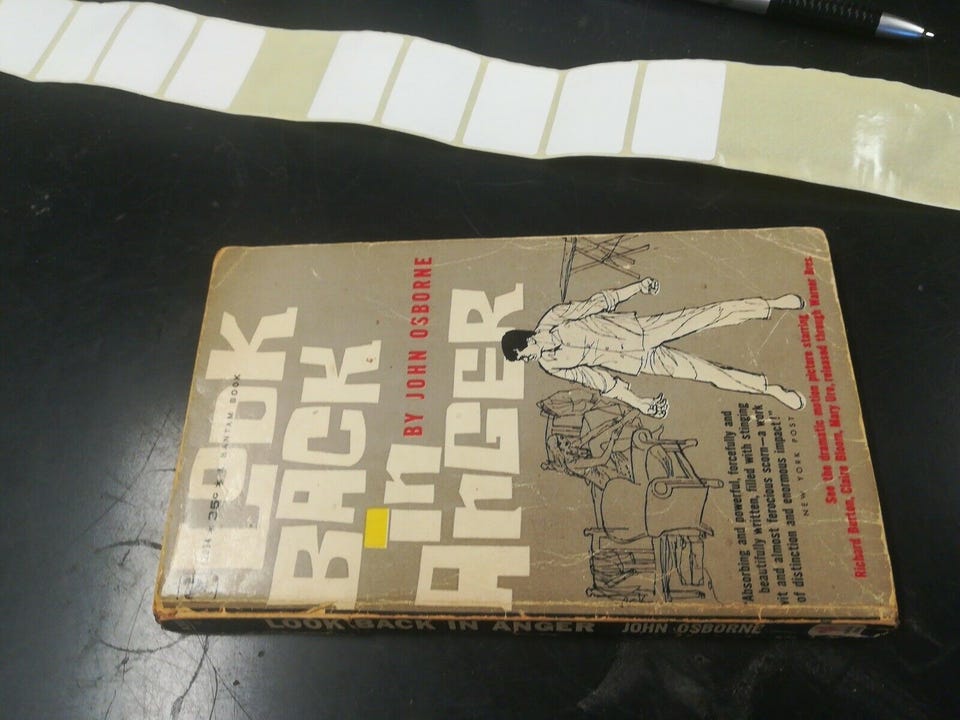 35¢ A BANTAM BOOK
LOOK
BACK
in
AnGER
BY JOHN OSBORNE
"Absorbing and powerful, forcefully and
beautifully written, filled with stinging
wit and almost ferocious scorn—a work
of distinction and enormous impact!"
NEW YORK POST
See the dramatic motion picture starring
Richard Burton, Claire Bloom, Mary Ure, released through Warner Bros.
LOOK BACK IN ANGER JOHN OSBORNE